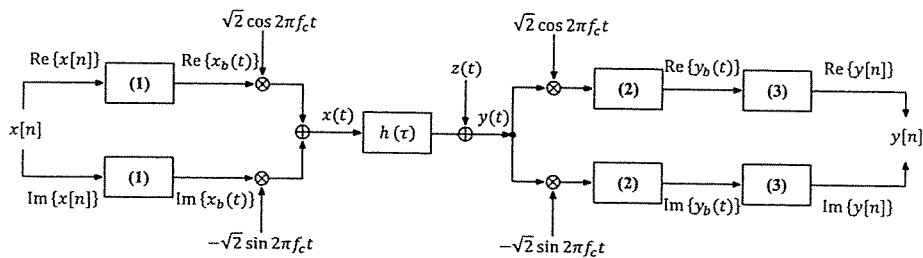 √2 cos 2πf_c t
√2 cos 2πf_c t
Re{x[n]}
(1)
Re{x_b(t)}
z(t)
(2)
Re{y_b(t)}
(3)
Re{y[n]}
x[n]
x(t)
h(τ)
y(t)
y[n]
(1)
(2)
(3)
Im{x[n]}
Im{x_b(t)}
Im{y_b(t)}
Im{y[n]}
−√2 sin 2πf_c t
−√2 sin 2πf_c t